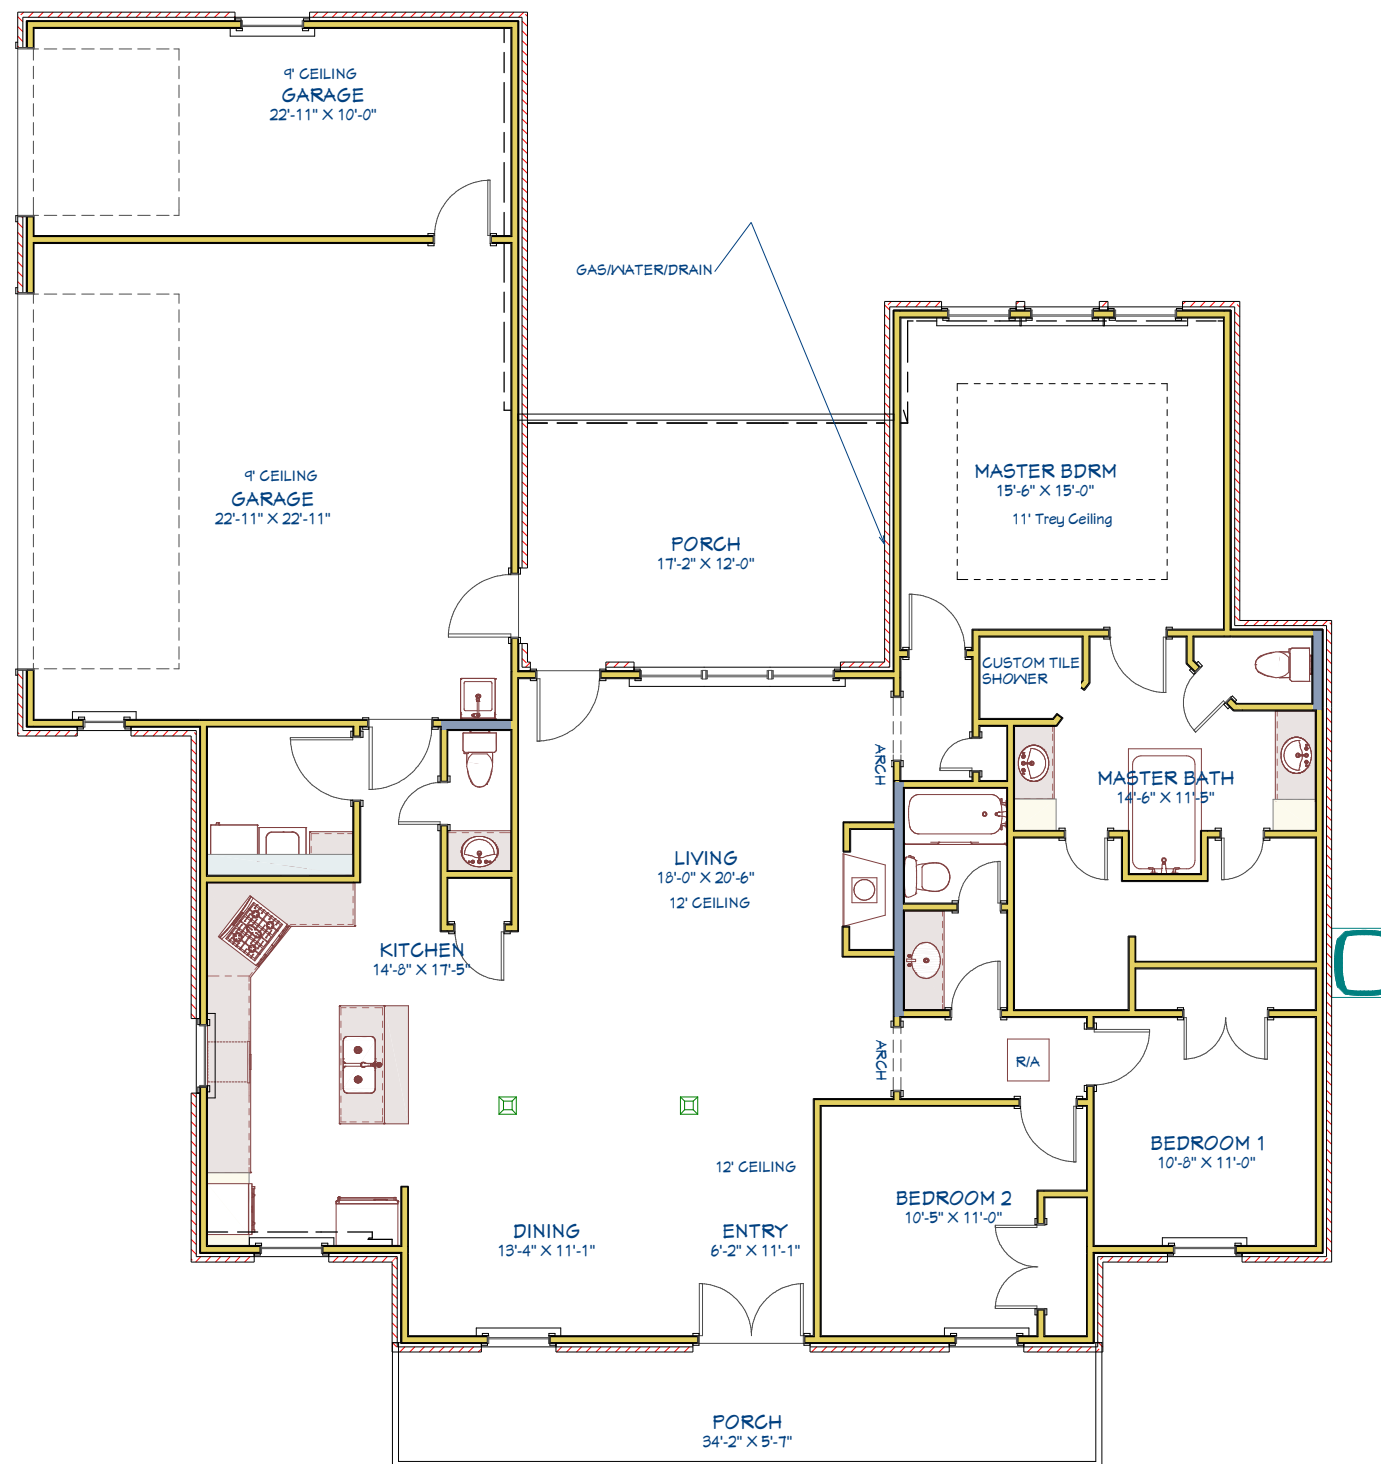 9' CEILING
GARAGE
22'-11" X 10'-0"
GAS/WATER/DRAIN
9' CEILING
GARAGE
22'-11" X 22'-11"
PORCH
17'-2" X 12'-0"
MASTER BDRM
15'-6" X 15'-0"
11' Trey Ceiling
CUSTOM TILE
SHOWER
ARCH
MASTER BATH
14'-6" X 11'-5"
LIVING
18'-0" X 20'-6"
12' CEILING
KITCHEN
14'-8" X 17'-5"
ARCH
R/A
BEDROOM 1
10'-8" X 11'-0"
12' CEILING
BEDROOM 2
10'-5" X 11'-0"
DINING
13'-4" X 11'-1"
ENTRY
6'-2" X 11'-1"
PORCH
34'-2" X 5'-7"